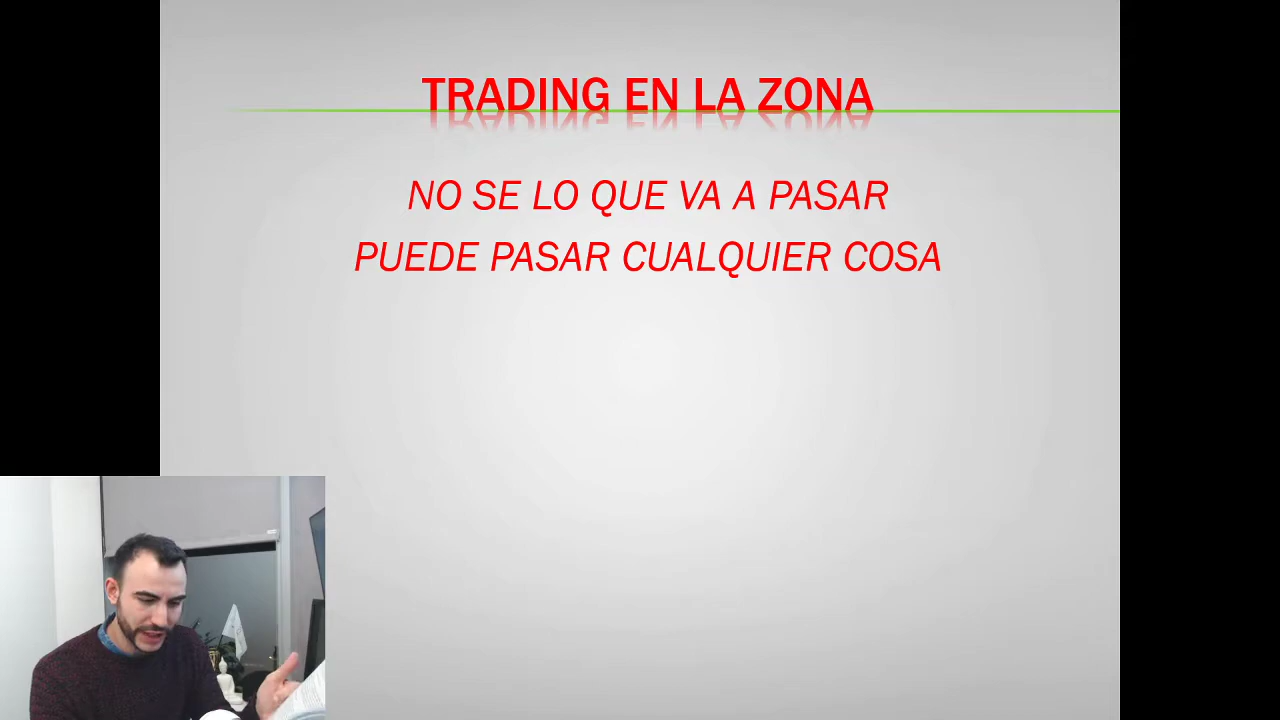 TRADING EN LA ZONA
NO SE LO QUE VA A PASAR
PUEDE PASAR CUALQUIER COSA